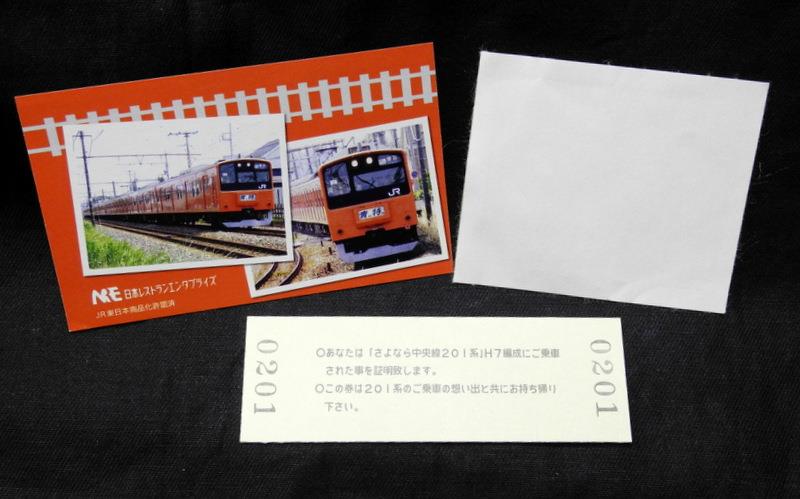 JR
青梅特快
JR
NRE 日本レストランエンタプライズ
JR東日本商品化許諾済
0201
○あなたは「さよなら中央線201系」H7編成にご乗車
された事を証明致します。
○この券は201系のご乗車の想い出と共にお持ち帰り
下さい。
0201